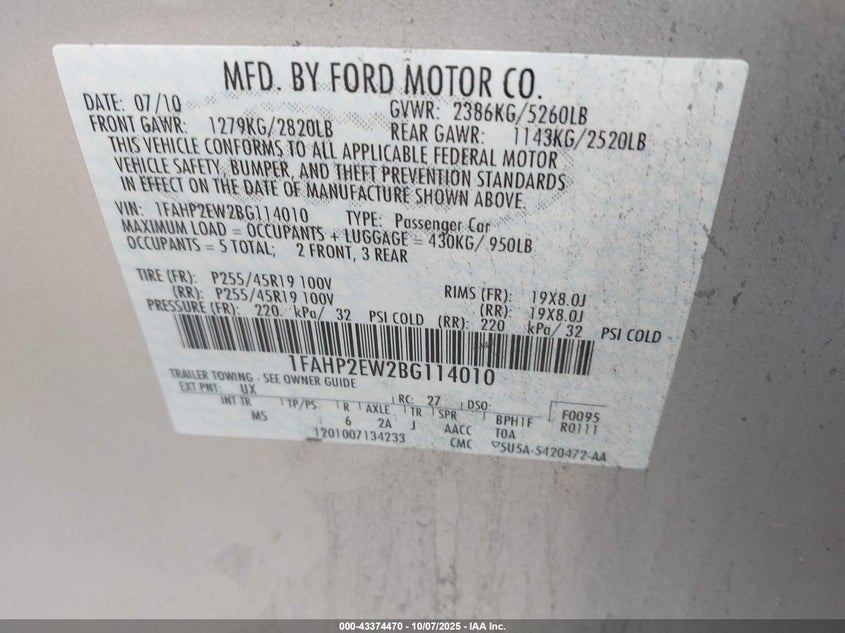 MFD. BY FORD MOTOR CO.
DATE: 07/10 GVWR: 2386KG/5260LB
FRONT GAWR: 1279KG/2820LB REAR GAWR: 1143KG/2520LB
THIS VEHICLE CONFORMS TO ALL APPLICABLE FEDERAL MOTOR
VEHICLE SAFETY, BUMPER, AND THEFT PREVENTION STANDARDS
IN EFFECT ON THE DATE OF MANUFACTURE SHOWN ABOVE.
VIN: 1FAHP2EW2BG114010 TYPE: Passenger Car
MAXIMUM LOAD = OCCUPANTS + LUGGAGE = 430KG/ 950LB
OCCUPANTS = 5 TOTAL; 2 FRONT, 3 REAR
TIRE (FR): P255/45R19 100V RIMS (FR): 19X8.0J
(RR): P255/45R19 100V (RR): 19X8.0J
PRESSURE (FR): 220 kPa/ 32 PSI COLD (RR): 220 kPa/ 32 PSI COLD
1FAHP2EW2BG114010
TRAILER TOWING - SEE OWNER GUIDE
EXT PNT: UX RC: 27 DSO: F0095
INT TR TP/PS R AXLE TR SPR BPH1F R0111
M5 6 2A J AACC TOA
1201007134233 CMC 5U5A-5420472-AA
000-43374470 - 10/07/2025 - IAA Inc.